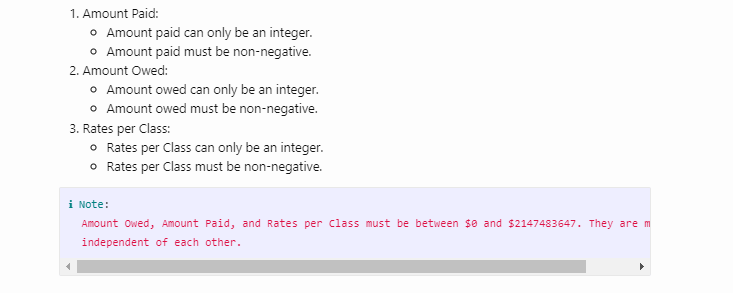 1. Amount Paid:
Amount paid can only be an integer.
Amount paid must be non-negative.
2. Amount Owed:
Amount owed can only be an integer.
Amount owed must be non-negative.
3. Rates per Class:
Rates per Class can only be an integer.
Rates per Class must be non-negative.
i Note:
Amount Owed, Amount Paid, and Rates per Class must be between $0 and $2147483647. They are
independent of each other.